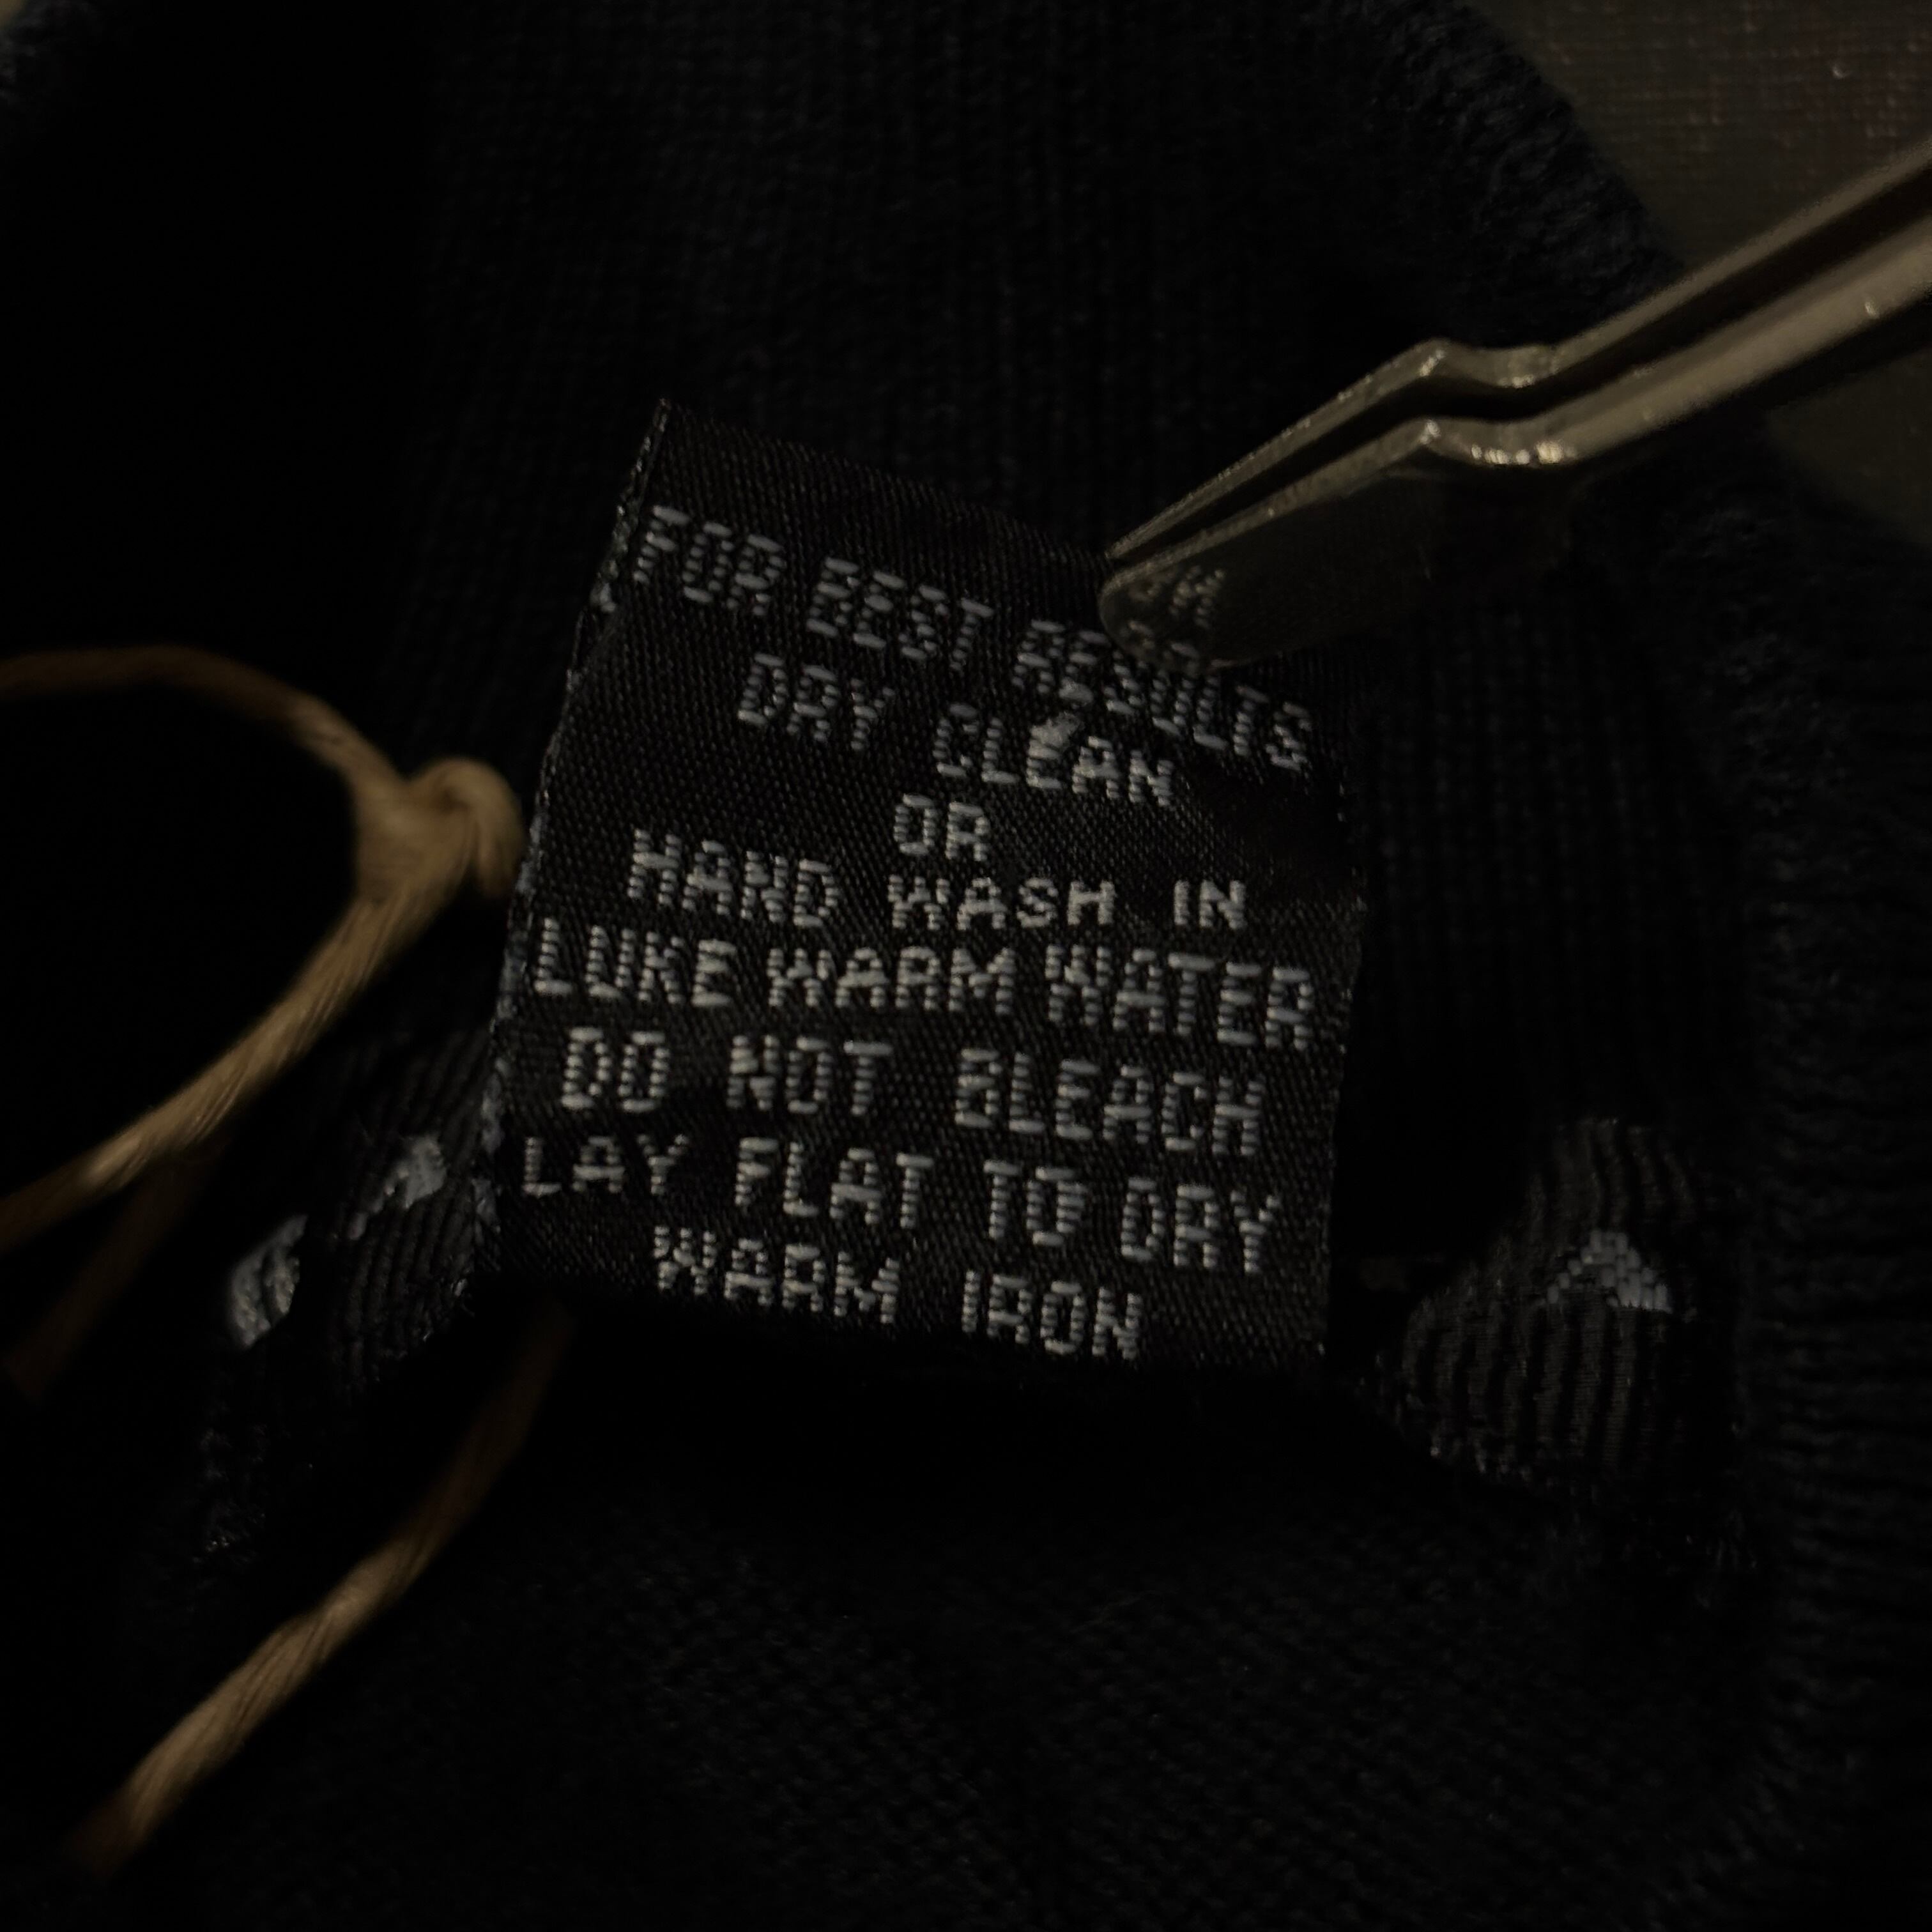 FOR BEST RESULTS
DRY CLEAN
OR
HAND WASH IN
LUKE WARM WATER
DO NOT BLEACH
LAY FLAT TO DRY
WARM IRON